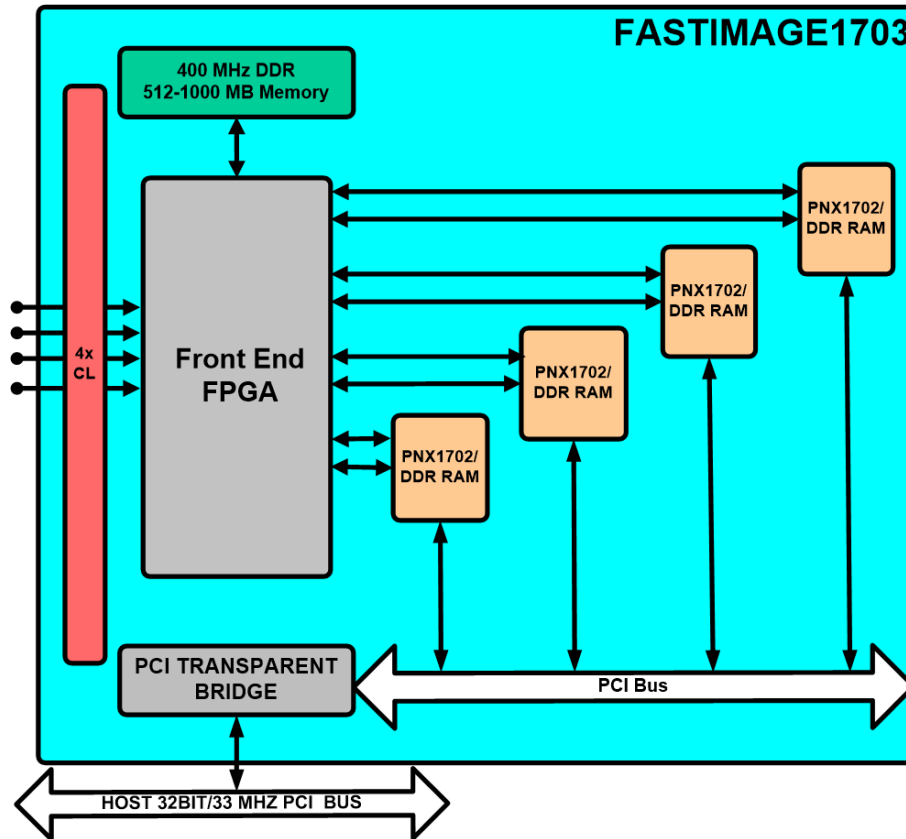 FASTIMAGE1703
400 MHz DDR
512-1000 MB Memory
PNX1702/
DDR RAM
PNX1702/
DDR RAM
4x
CL
Front End
FPGA
PNX1702/
DDR RAM
PNX1702/
DDR RAM
PCI TRANSPARENT
BRIDGE
PCI Bus
HOST 32BIT/33 MHZ PCI BUS